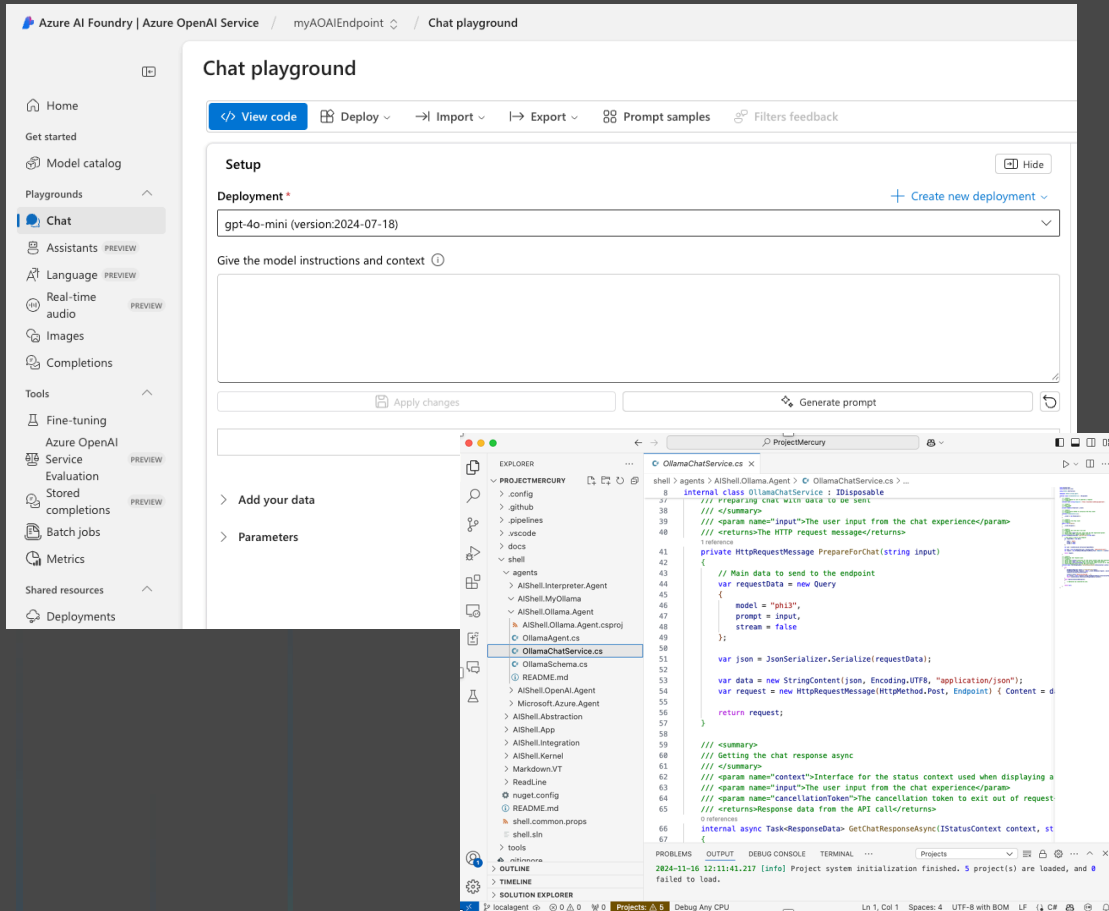 Azure AI Foundry | Azure OpenAI Service / myAOAIEndpoint / Chat playground
Home
Get started
Model catalog
Playgrounds
Chat
Assistants PREVIEW
Language PREVIEW
Real-time
audio PREVIEW
Images
Completions
Tools
Fine-tuning
Azure OpenAI
Service PREVIEW
Evaluation
Stored
completions PREVIEW
Batch jobs
Metrics
Shared resources
Deployments
Chat playground
View code Deploy Import Export Prompt samples Filters feedback
Setup Hide
Deployment * Create new deployment
gpt-4o-mini (version:2024-07-18)
Give the model instructions and context
Apply changes Generate prompt
Add your data
Parameters
ProjectMercury
EXPLORER
PROJECTMERCURY
.config
.github
.pipelines
.vscode
docs
shell
agents
AIShell.Interpreter.Agent
AIShell.MyOllama
AIShell.Ollama.Agent
AIShell.Ollama.Agent.csproj
OllamaAgent.cs
OllamaChatService.cs
OllamaSchema.cs
README.md
AIShell.OpenAI.Agent
Microsoft.Azure.Agent
AIShell.Abstraction
AIShell.App
AIShell.Integration
AIShell.Kernel
Markdown.VT
ReadLine
nuget.config
README.md
shell.common.props
shell.sln
tools
.gitignore
OUTLINE
TIMELINE
SOLUTION EXPLORER
OllamaChatService.cs
shell > agents > AIShell.Ollama.Agent > OllamaChatService.cs > ...
8 internal class OllamaChatService : IDisposable
37 /// Preparing chat with data to be sent
38 /// </summary>
39 /// <param name="input">The user input from the chat experience</param>
40 /// <returns>The HTTP request message</returns>
1 reference
41 private HttpRequestMessage PrepareForChat(string input)
42 {
43 // Main data to send to the endpoint
44 var requestData = new Query
45 {
46 model = "phi3",
47 prompt = input,
48 stream = false
49 };
50
51 var json = JsonSerializer.Serialize(requestData);
52
53 var data = new StringContent(json, Encoding.UTF8, "application/json");
54 var request = new HttpRequestMessage(HttpMethod.Post, Endpoint) { Content = d
55
56 return request;
57 }
58
59 /// <summary>
60 /// Getting the chat response async
61 /// </summary>
62 /// <param name="context">Interface for the status context used when displaying a
63 /// <param name="input">The user input from the chat experience</param>
64 /// <param name="cancellationToken">The cancellation token to exit out of request
65 /// <returns>Response data from the API call</returns>
0 references
66 internal async Task<ResponseData> GetChatResponseAsync(IStatusContext context, st
67 {
PROBLEMS OUTPUT DEBUG CONSOLE TERMINAL ... Projects
2024-11-16 12:11:41.217 [info] Project system initialization finished. 5 project(s) are loaded, and 0
failed to load.
localagent 0 0 0 Projects: 5 Debug Any CPU Ln 1, Col 1 Spaces: 4 UTF-8 with BOM LF C#